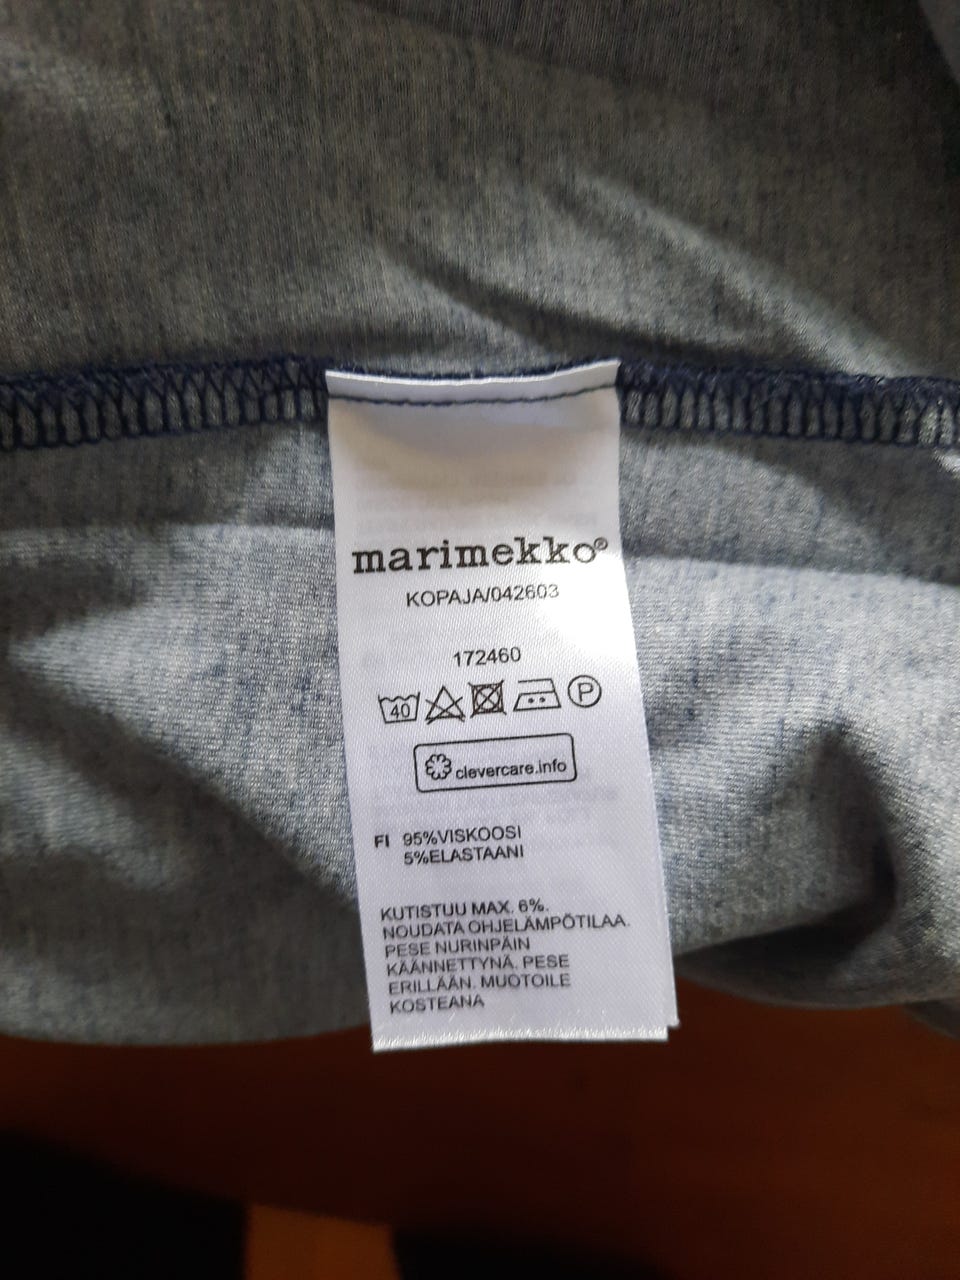 marimekko®
KOPAJA/042603
172460
40 P
clevercare.info
FI 95%VISKOOSI
5%ELASTAANI
KUTISTUU MAX. 6%.
NOUDATA OHJELÄMPÖTILAA.
PESE NURINPÄIN
KÄÄNNETTYNÄ. PESE
ERILLÄÄN. MUOTOILE
KOSTEANA